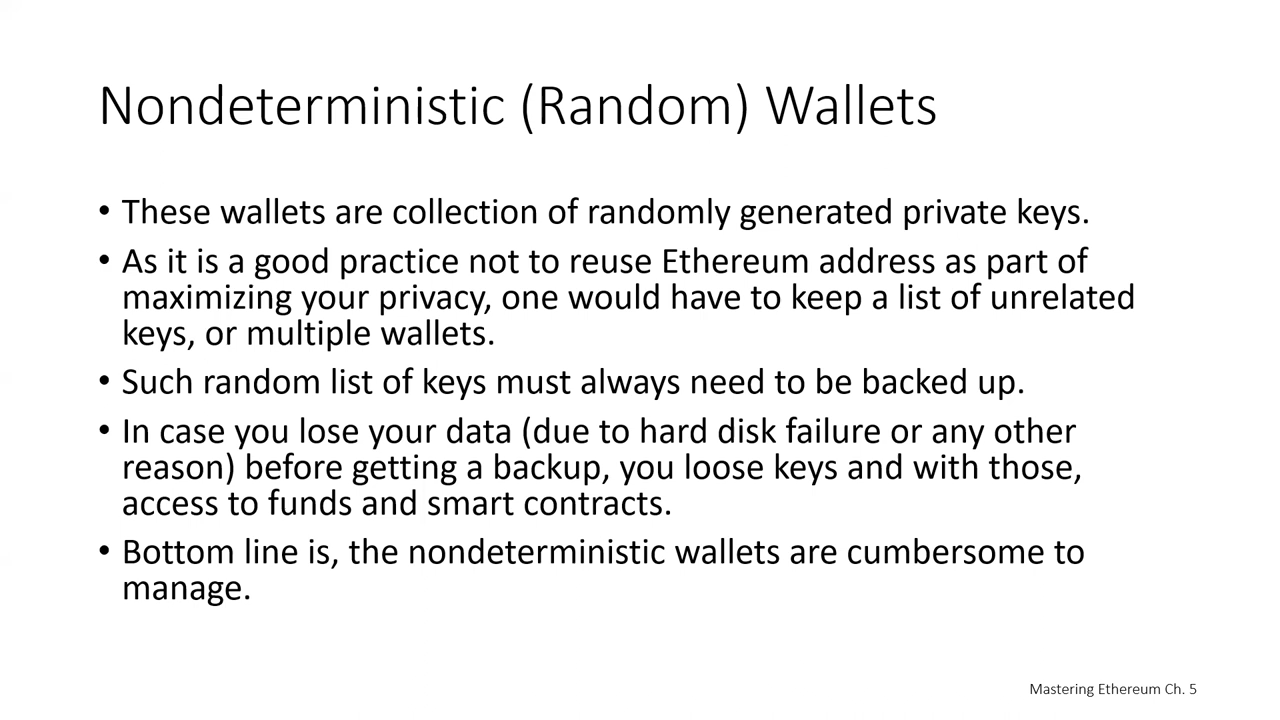 Nondeterministic (Random) Wallets
• These wallets are collection of randomly generated private keys.
• As it is a good practice not to reuse Ethereum address as part of
maximizing your privacy, one would have to keep a list of unrelated
keys, or multiple wallets.
• Such random list of keys must always need to be backed up.
• In case you lose your data (due to hard disk failure or any other
reason) before getting a backup, you loose keys and with those,
access to funds and smart contracts.
• Bottom line is, the nondeterministic wallets are cumbersome to
manage.
Mastering Ethereum Ch. 5